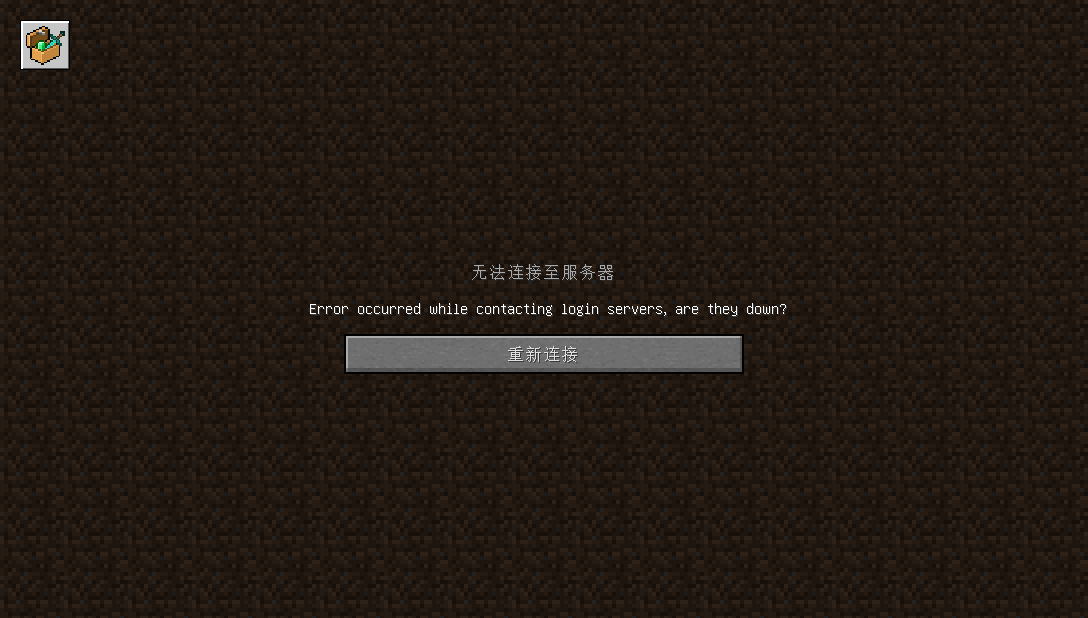 无法连接至服务器
Error occurred while contacting login servers, are they down?
重新连接